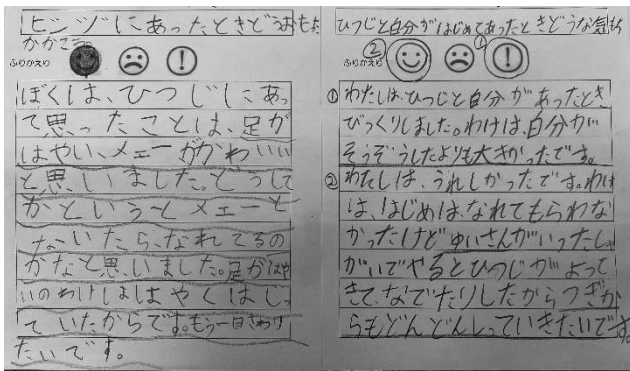 ヒンヅにあったときどうおもたか
かこう。
ふりかえり
ぼくは、ひつじにあっ
て思ったことは、足が
はやい、メェーがかわいい
と思いました。どうして
かというとメェーと
ないたら、なれてるの
かなと思いました。足がはや
いのわけははやくはしっ
ていたからです。もう一回さわり
たいです。
ひつじと自分がはじめてあったときどうな気もち
② ①
ふりかえり
①わたしは、ひつじと自分があったとき
びっくりしました。わけは、自分が
そうぞうしたよりも大きかったです。
②わたしは、うれしかったです。わけ
は、はじめは、なれてもらわな
かったけどゆいさんがいったしゃ
がいでやるとひつじがよって
きて、なでたりしたからつぎか
らもどんどんしっていきたいです。